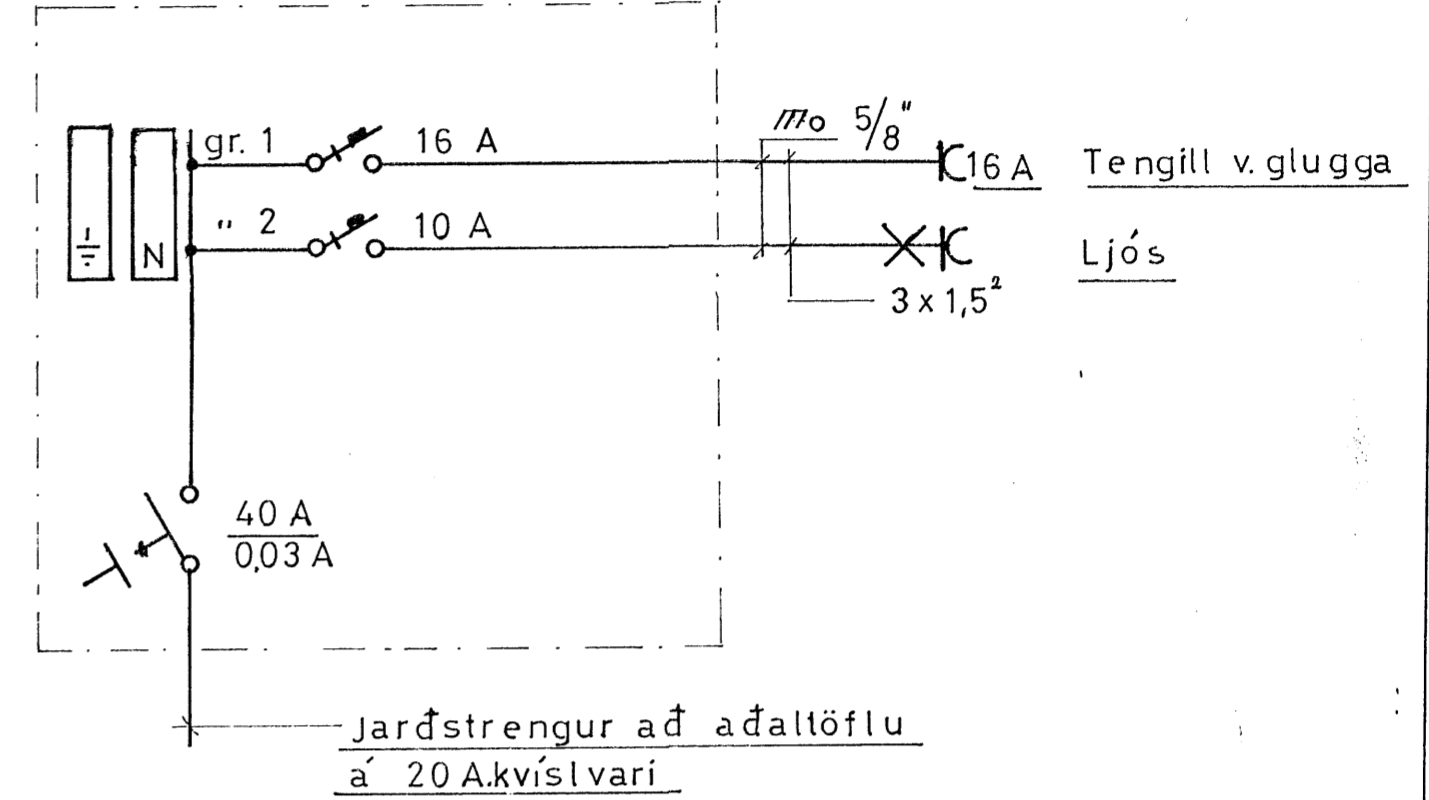 gr. 1 16 A
" 2 10 A
N
5/8"
16 A Tengill v. glugga
Ljós
3 x 1,5²
40 A
0,03 A
Jarđstrengur ađ ađaltöflu
á 20 A.kvíslvari